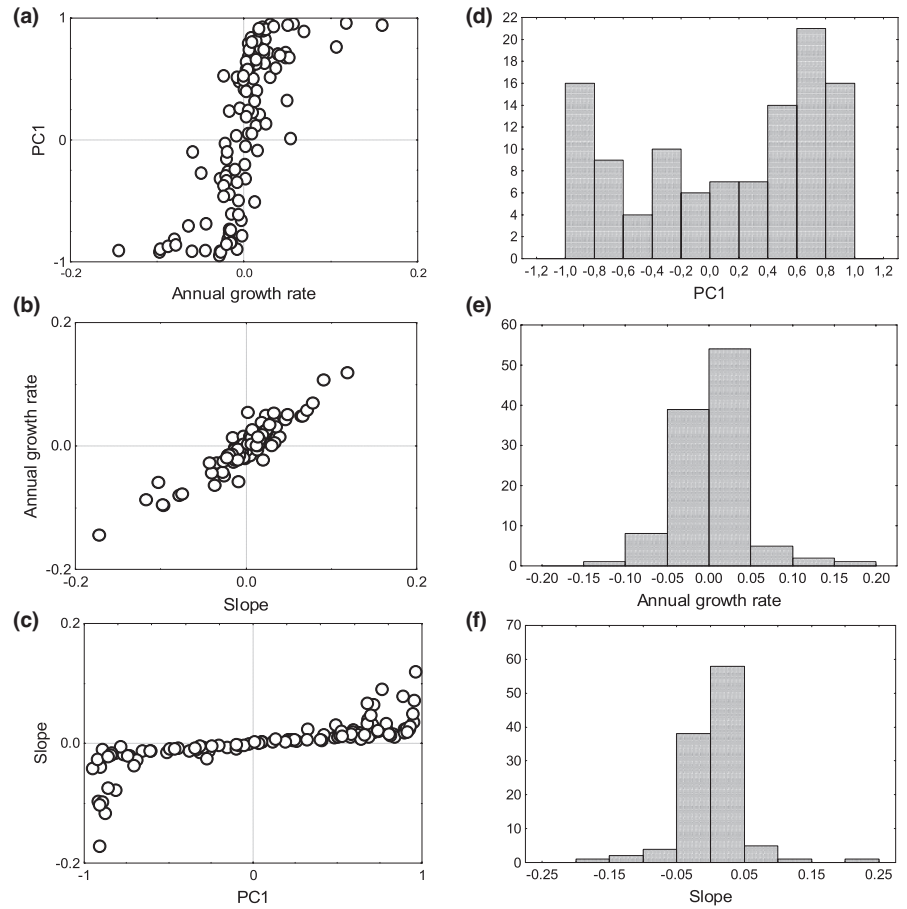 (a)
1
0
-1
PC1
-0.2 0.0 0.2
Annual growth rate
(b)
0.2
0.0
-0.2
Annual growth rate
-0.2 0.0 0.2
Slope
(c)
0.2
0.0
-0.2
Slope
-1 0 1
PC1
(d)
22
20
18
16
14
12
10
8
6
4
2
0
-1,2 -1,0 -0,8 -0,6 -0,4 -0,2 0,0 0,2 0,4 0,6 0,8 1,0 1,2
PC1
(e)
60
50
40
30
20
10
0
-0.20 -0.15 -0.10 -0.05 0.00 0.05 0.10 0.15 0.20
Annual growth rate
(f)
70
60
50
40
30
20
10
0
-0.25 -0.15 -0.05 0.05 0.15 0.25
Slope